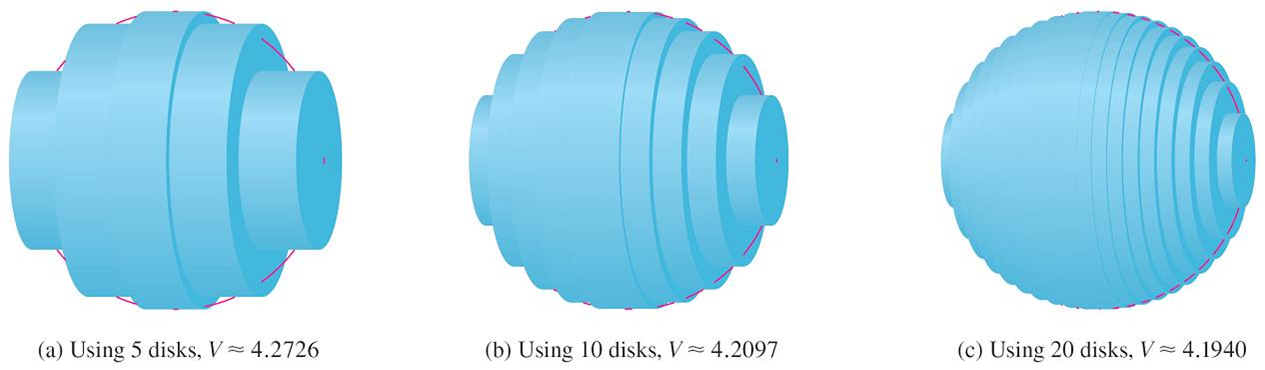 (a) Using 5 disks, V ≈ 4.2726
(b) Using 10 disks, V ≈ 4.2097
(c) Using 20 disks, V ≈ 4.1940